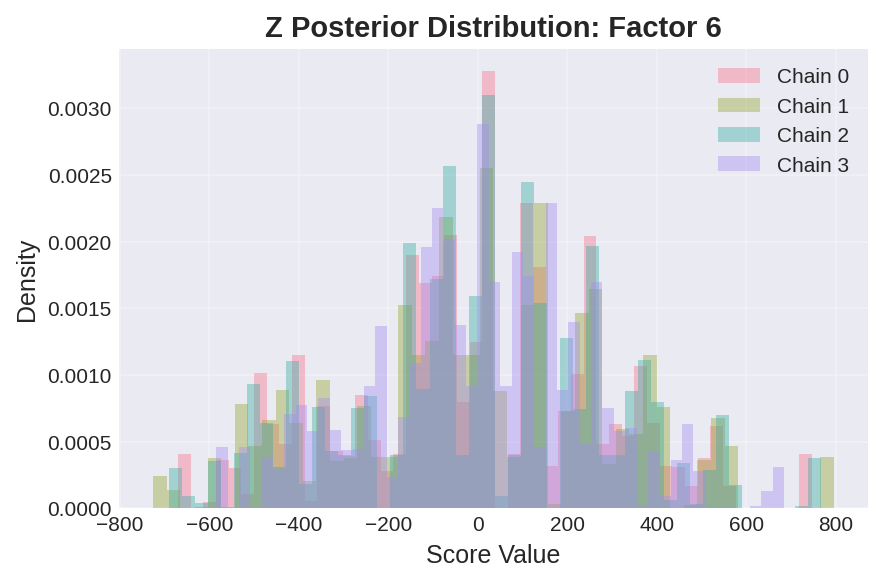 Z Posterior Distribution: Factor 6
Chain 0
Chain 1
Chain 2
Chain 3
Density
0.0030
0.0025
0.0020
0.0015
0.0010
0.0005
0.0000
−800 −600 −400 −200 0 200 400 600 800
Score Value